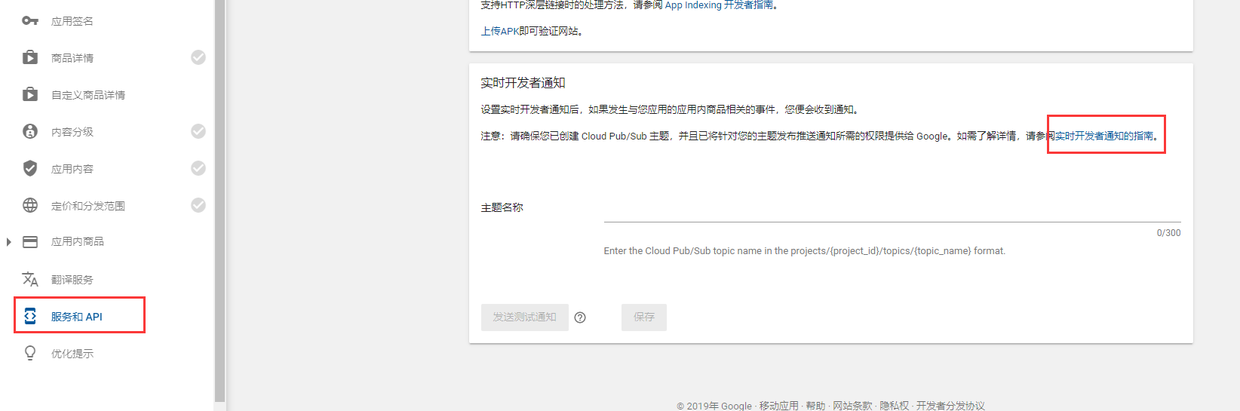 应用签名
商品详情
自定义商品详情
内容分级
应用内容
定价和分发范围
应用内商品
翻译服务
服务和 API
优化提示
支持HTTP深层链接时的处理方法，请参阅 App Indexing 开发者指南。
上传APK即可验证网站。
实时开发者通知
设置实时开发者通知后，如果发生与您应用的应用内商品相关的事件，您便会收到通知。
注意：请确保您已创建 Cloud Pub/Sub 主题，并且已将针对您的主题发布推送通知所需的权限提供给 Google。如需了解详情，请参阅实时开发者通知的指南。
主题名称
0/300
Enter the Cloud Pub/Sub topic name in the projects/{project_id}/topics/{topic_name} format.
发送测试通知
保存
© 2019年 Google · 移动应用 · 帮助 · 网站条款 · 隐私权 · 开发者分发协议